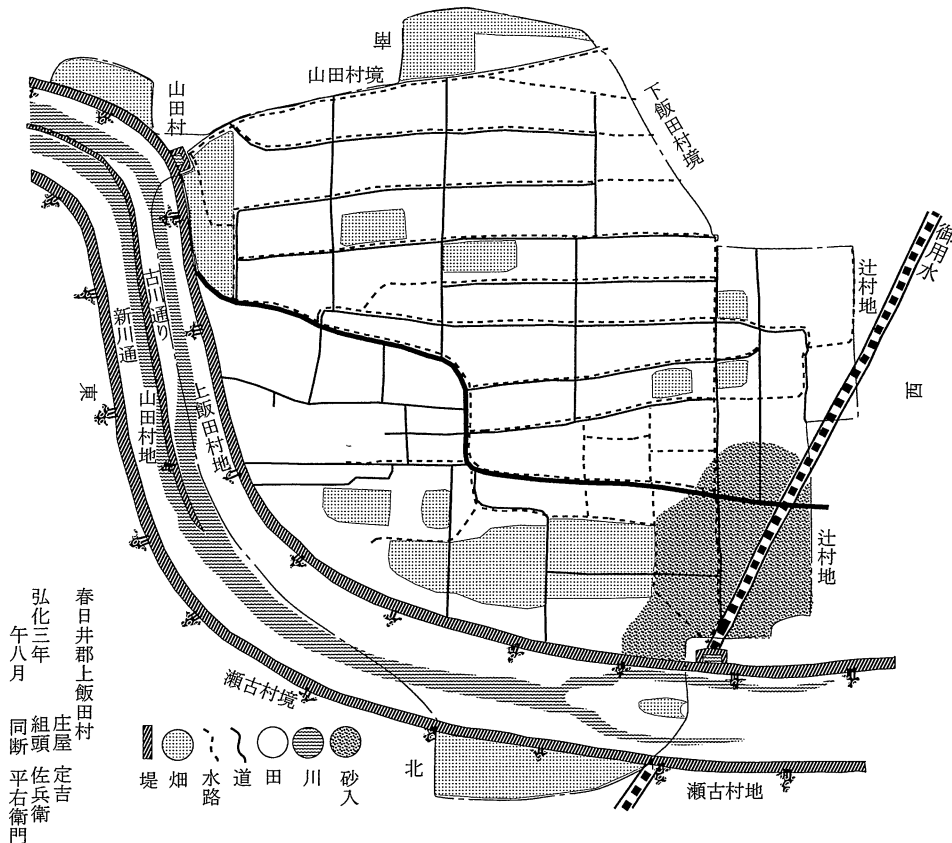 南
山田村境
下飯田村境
山田村
御用水
辻村地
西
古川通り
新川通
上飯田村地
山田村地
東
辻村地
瀬古村境
北
瀬古村地
春日井郡上飯田村
庄屋 定吉
弘化三年
組頭 佐兵衛
午八月
同断 平右衛門
堤
畑
水路
道
田
川
砂入